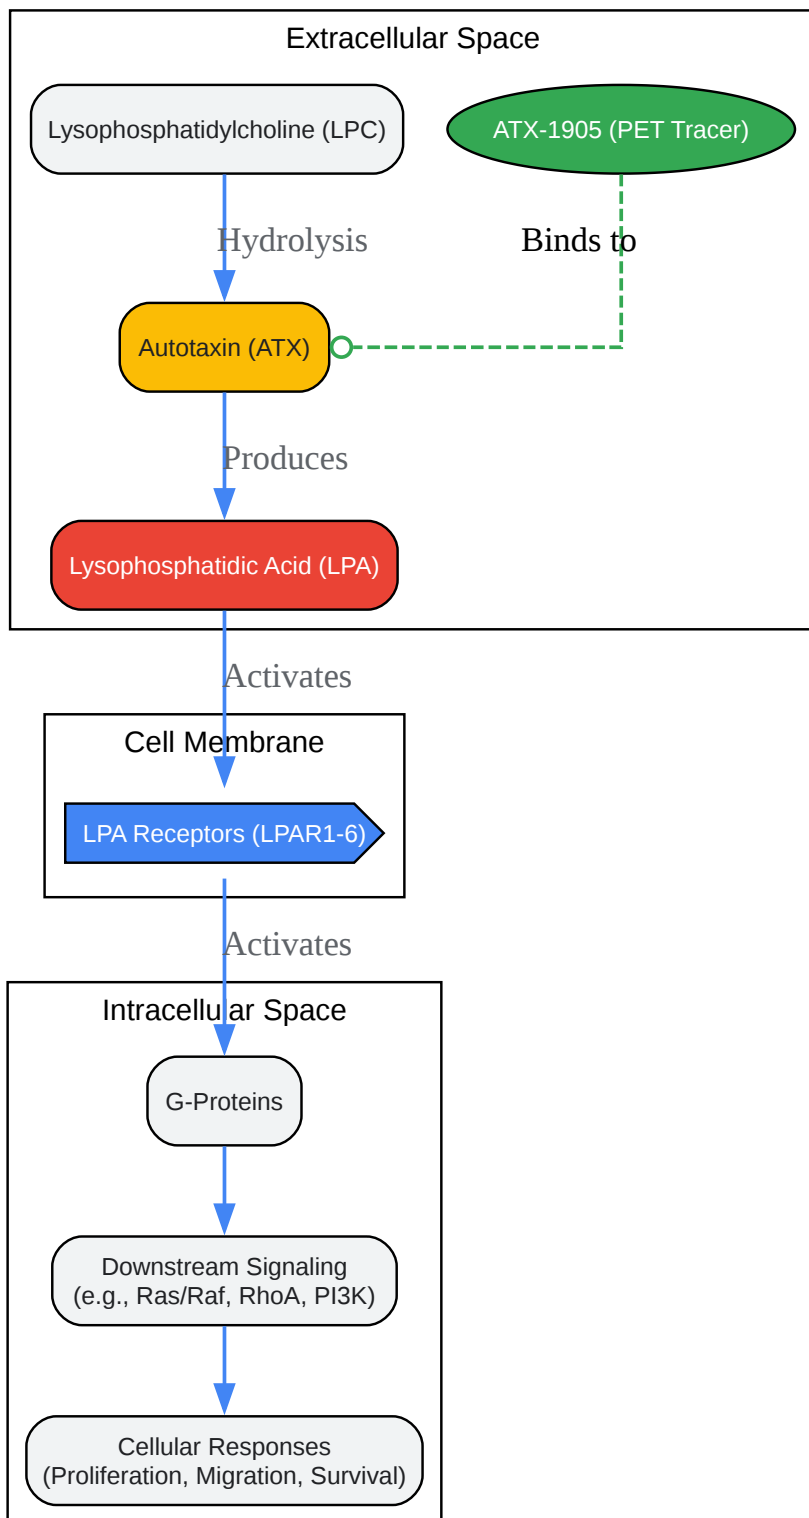 Extracellular Space
Lysophosphatidylcholine (LPC)
ATX-1905 (PET Tracer)
Hydrolysis
Binds to
Autotaxin (ATX)
Produces
Lysophosphatidic Acid (LPA)
Activates
Cell Membrane
LPA Receptors (LPAR1-6)
Activates
Intracellular Space
G-Proteins
Downstream Signaling
(e.g., Ras/Raf, RhoA, PI3K)
Cellular Responses
(Proliferation, Migration, Survival)